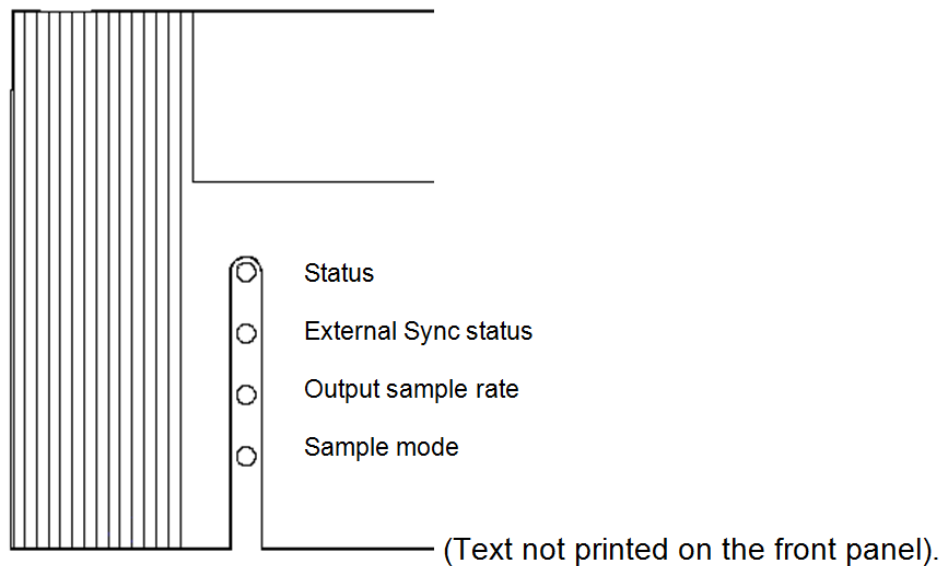 Status
External Sync status
Output sample rate
Sample mode
(Text not printed on the front panel).